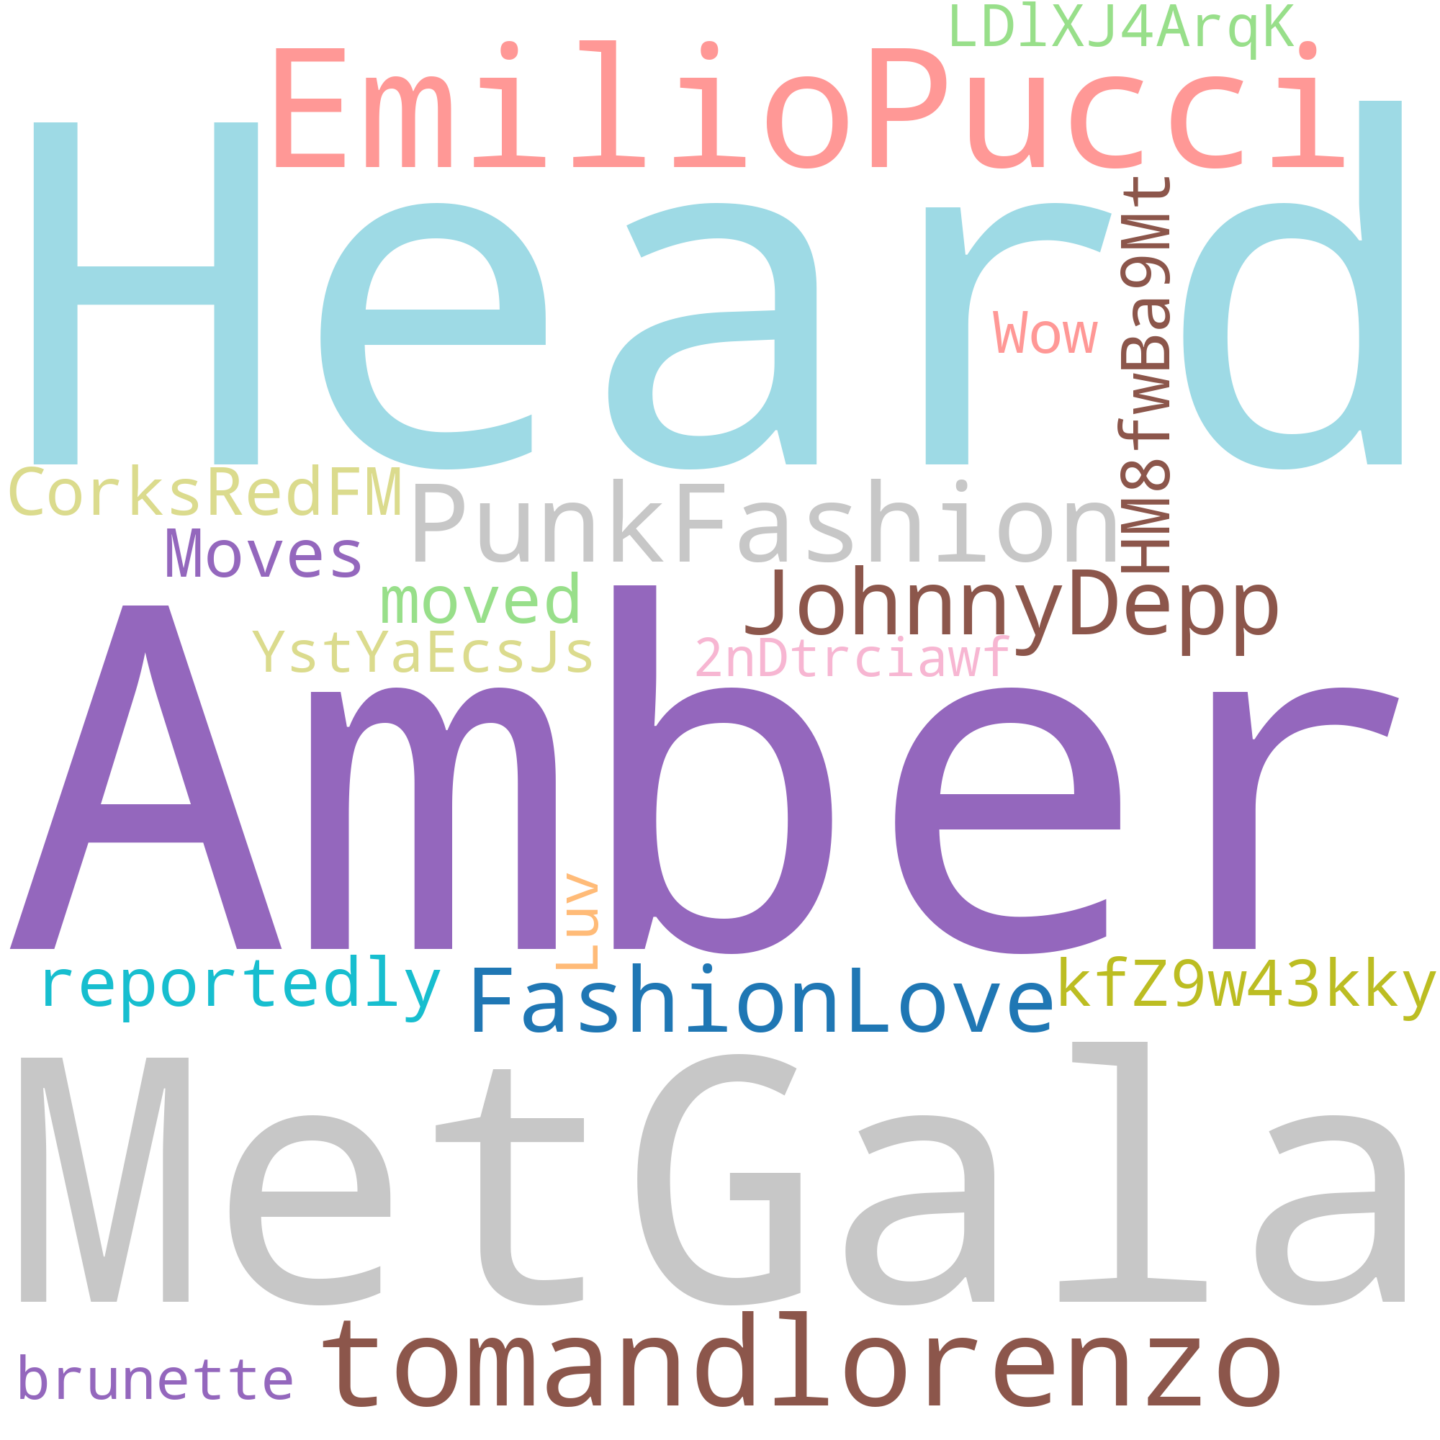 LDlXJ4ArqK
EmilioPucci
Heard
HM8fwBa9Mt
Wow
CorksRedFM
PunkFashion
Moves
moved
JohnnyDepp
YstYaEcsJs
2nDtrciawf
Amber
Luv
reportedly
FashionLove
kfZ9w43kky
MetGala
brunette
tomandlorenzo